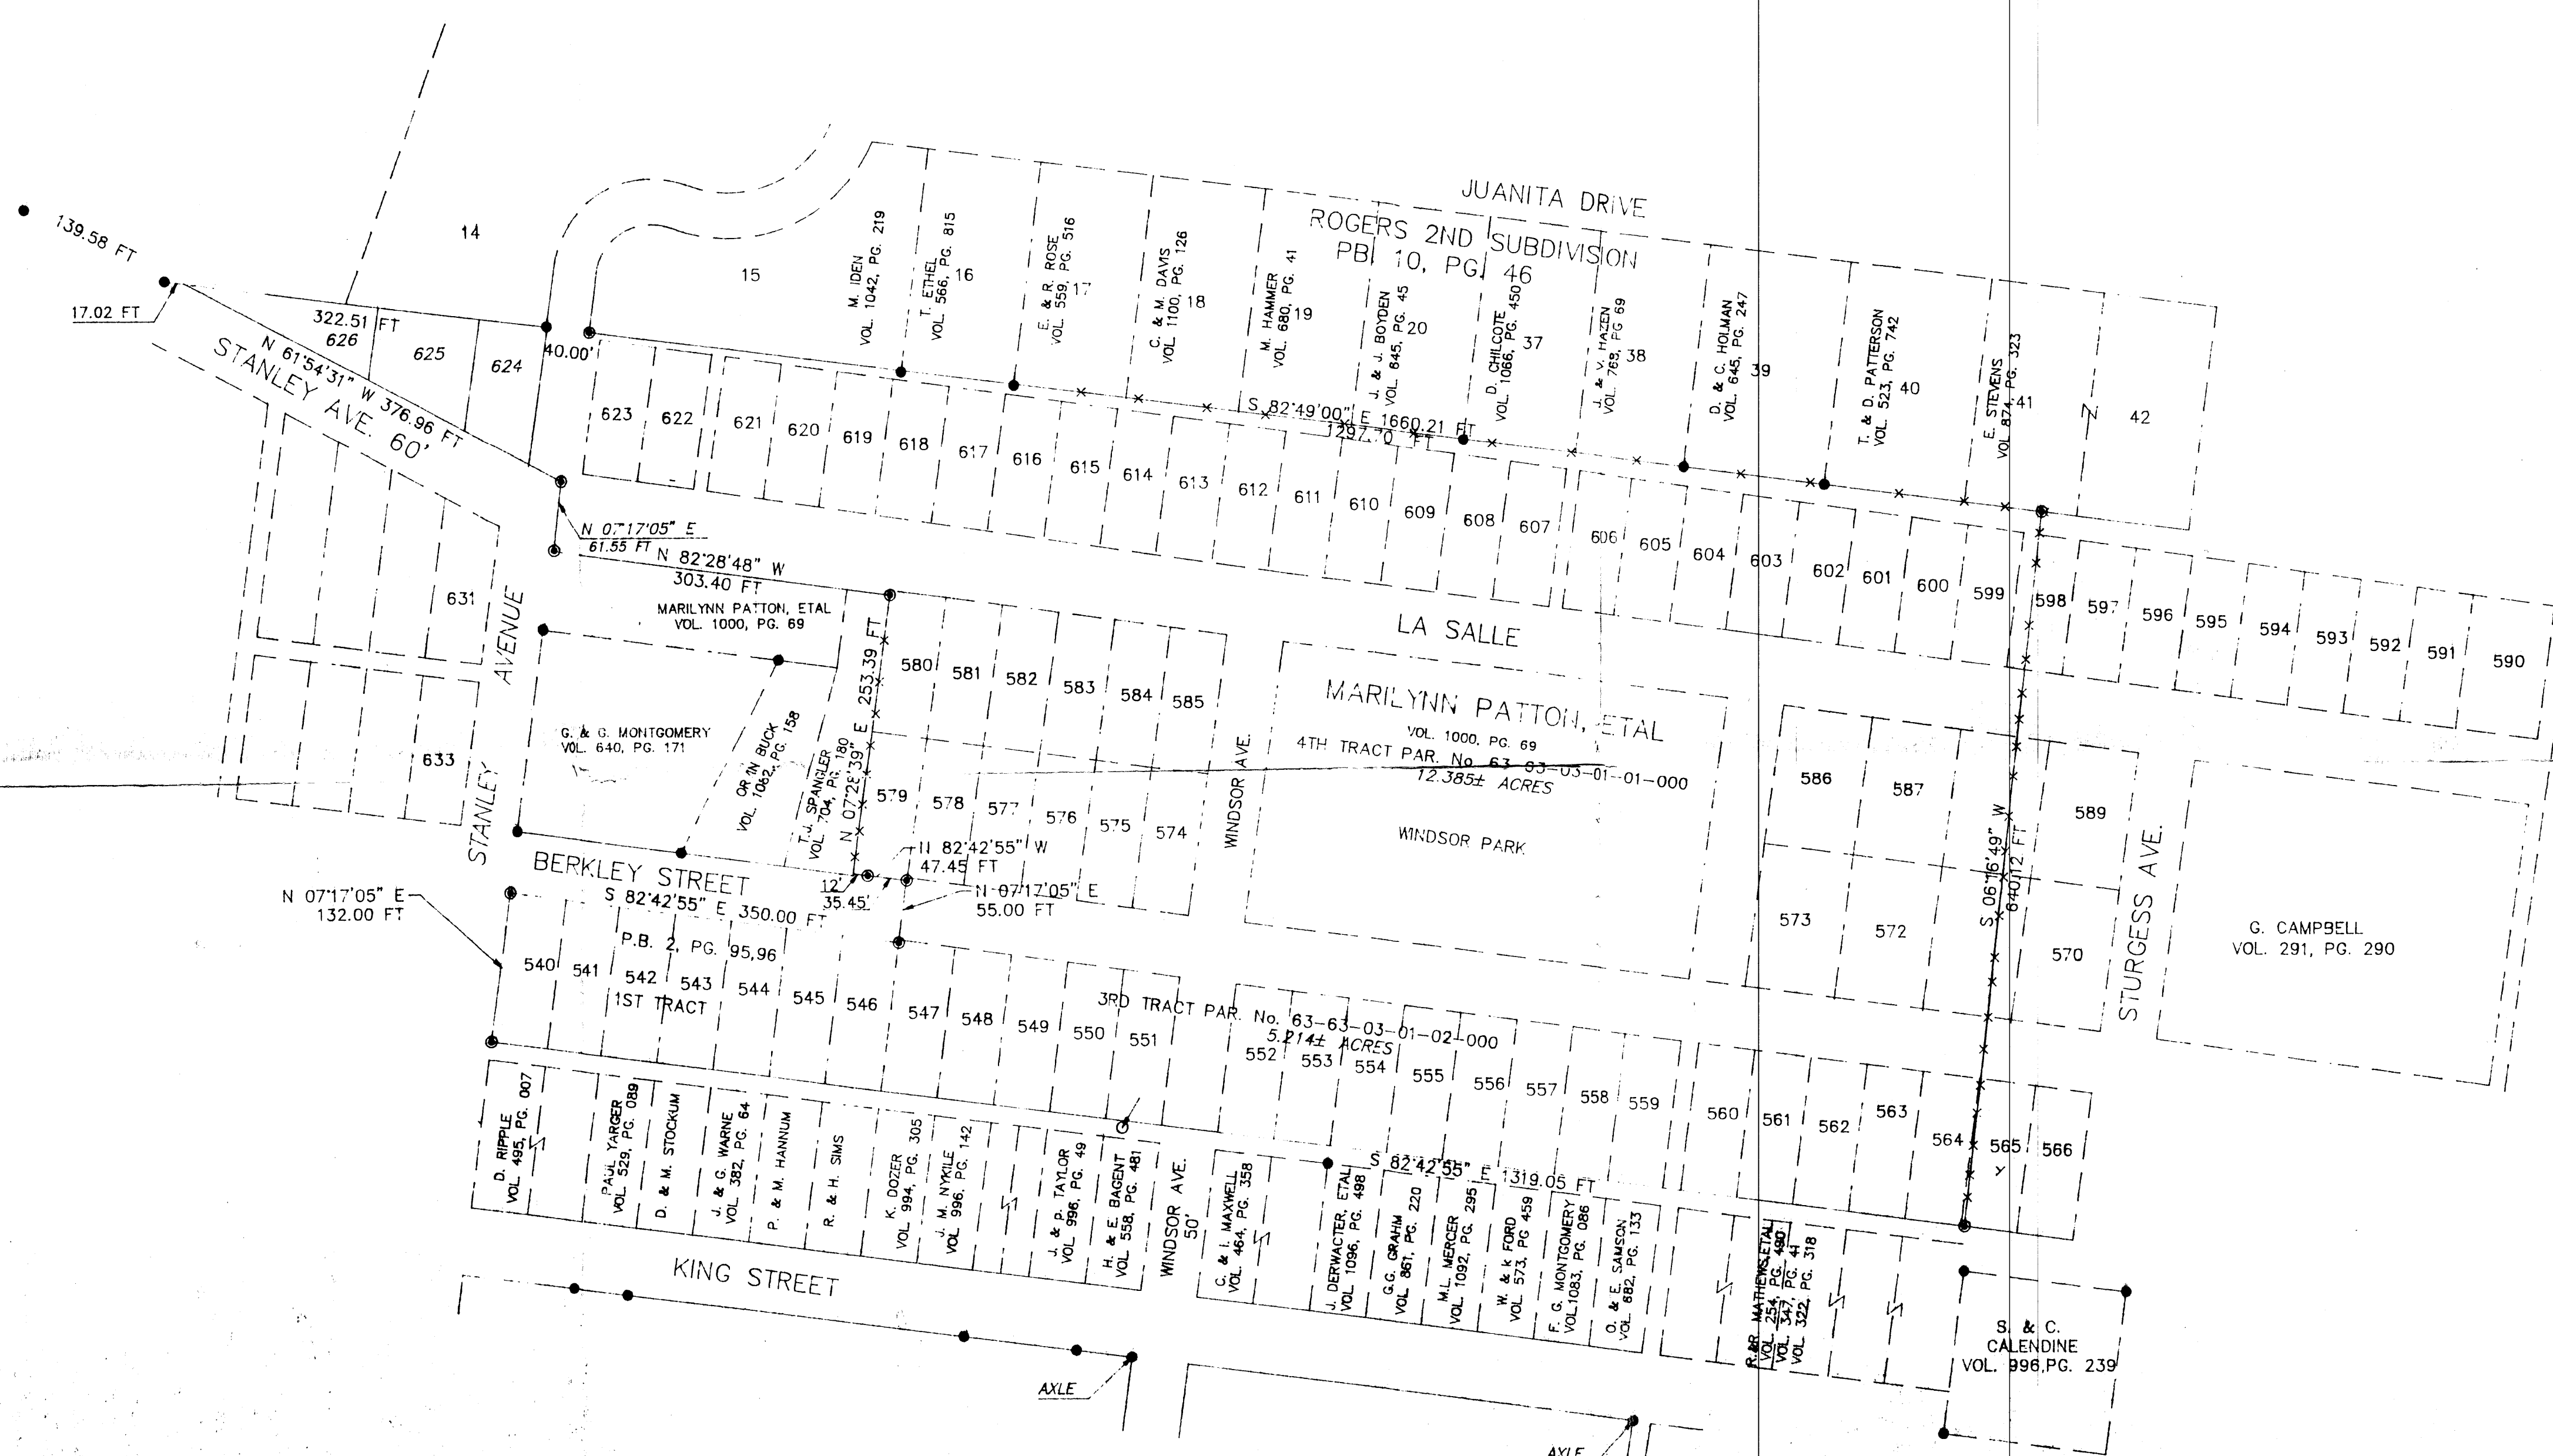 JUANITA DRIVE
ROGERS 2ND SUBDIVISION
PB 10, PG. 46
139.58 FT
17.02 FT
14
15
M. IDEN
VOL. 1042, PG. 219
T. ETHEL
VOL 566, PG. 815
16
E. & R. ROSE
VOL 559, PG. 516
17
C. & M. DAVIS
VOL. 1100, PG. 126
18
M. HAMMER
VOL. 680, PG. 41
19
J. & J. BOYDEN
VOL. 645, PG. 45
20
D. CHILCOTE
VOL. 1066, PG. 450
37
J. & V. HAZEN
VOL. 768, PG 69
38
D. & C. HOLMAN
VOL. 645, PG. 247
39
T. & D. PATTERSON
VOL. 523, PG. 742
40
E. STEVENS
VOL 874, PG. 323
41
42
322.51 FT
626
625
624
40.00'
N 61°54'31" W 376.96 FT
STANLEY AVE. 60'
S 82°49'00" E 1660.21 FT
1297.70 FT
623
622
621
620
619
618
617
616
615
614
613
612
611
610
609
608
607
606
605
604
603
602
601
600
599
598
597
596
595
594
593
592
591
590
N 07°17'05" E
61.55 FT
N 82°28'48" W
303.40 FT
MARILYNN PATTON, ETAL
VOL. 1000, PG. 69
LA SALLE
631
633
STANLEY AVENUE
G. & G. MONTGOMERY
VOL. 640, PG. 171
VOL. 1082, PG. 158
T.J. SPANGLER
VOL. 704, PG. 180
N 07°28'39" E 253.39 FT
580
581
582
583
584
585
579
578
577
576
575
574
WINDSOR AVE.
MARILYNN PATTON, ETAL
VOL. 1000, PG. 69
4TH TRACT PAR. No. 63-63-03-01-01-000
12.385± ACRES
WINDSOR PARK
586
587
589
573
572
570
S 06°16'49" W
640.12 FT
STURGESS AVE.
G. CAMPBELL
VOL. 291, PG. 290
BERKLEY STREET
N 82°42'55" W
47.45 FT
12'
35.45'
N 07°17'05" E
55.00 FT
N 07°17'05" E
132.00 FT
S 82°42'55" E 350.00 FT
P.B. 2, PG. 95,96
1ST TRACT
540
541
542
543
544
545
546
547
548
549
550
551
3RD TRACT PAR. No. 63-63-03-01-02-000
5.214± ACRES
552
553
554
555
556
557
558
559
560
561
562
563
564
565
566
S 82°42'55" E 1319.05 FT
D. RIPPLE
VOL 495, PG. 007
PAUL YARGER
VOL. 529, PG. 089
D. & M. STOCKUM
J. & G. WARNE
VOL 382, PG. 64
P. & M. HANNUM
R. & H. SIMS
K. DOZER
VOL. 994, PG. 305
J. M. NYKILE
VOL 996, PG. 142
J. & P. TAYLOR
VOL 996, PG. 49
H. & E. BAGENT
VOL 558, PG. 481
WINDSOR AVE.
50'
C. & I. MAXWELL
VOL. 464, PG. 358
J. DERWACTER, ETAL
VOL 1096, PG. 498
G.G. GRAHM
VOL 861, PG. 220
M.L. MERCER
VOL. 1092, PG. 295
W. & k FORD
VOL. 573, PG 459
F. G. MONTGOMERY
VOL.1083, PG. 086
O. & E. SAMSON
VOL 682, PG. 133
R.&R. MATHEWS,ETAL
VOL. 254, PG. 490
VOL. 347, PG. 41
VOL 322, PG. 318
S. & C.
CALENDINE
VOL. 996,PG. 239
KING STREET
AXLE
AXLE